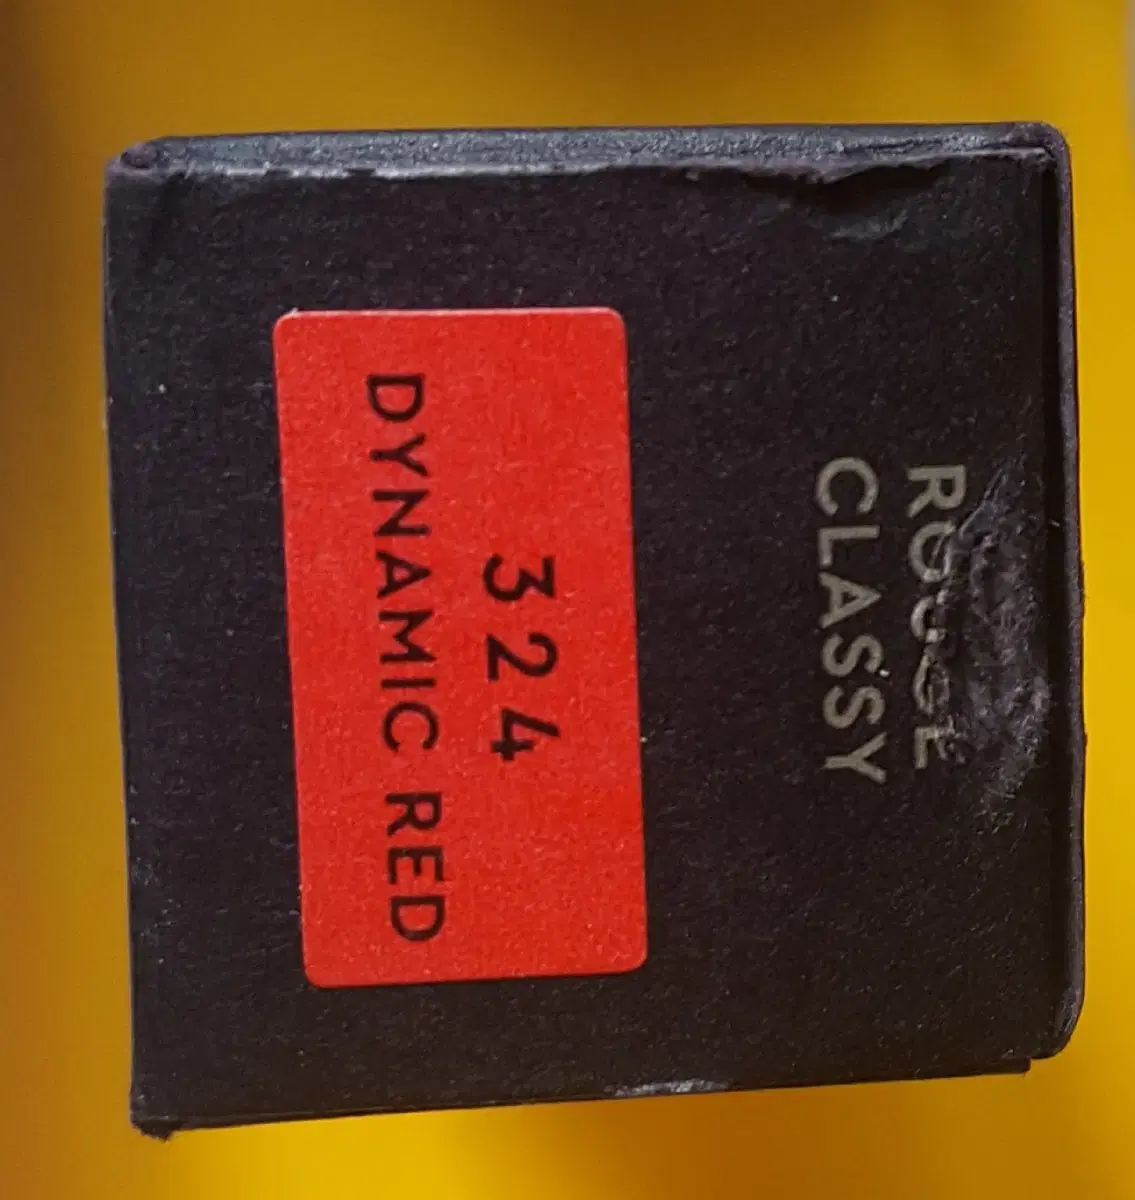 ROUGE
CLASSY
324
DYNAMIC RED